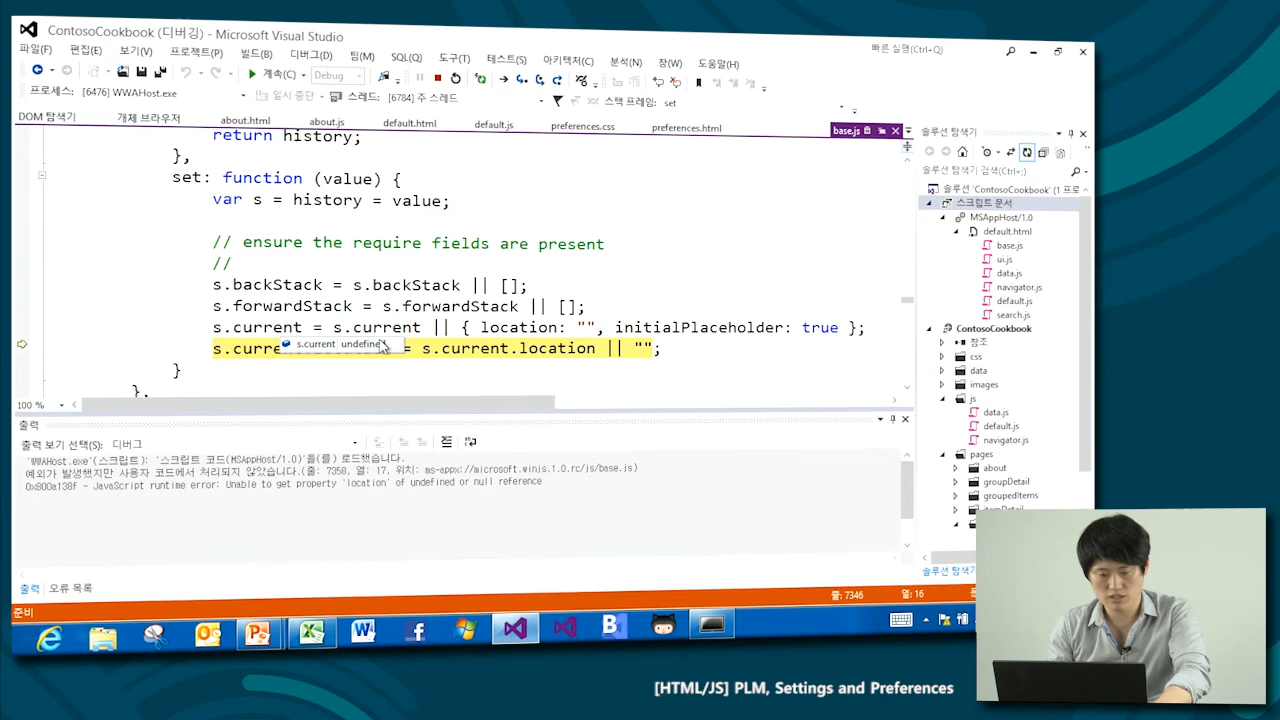 ContosoCookbook (디버깅) - Microsoft Visual Studio
빠른 실행(Ctrl+Q)
파일(F) 편집(E) 보기(V) 프로젝트(P) 빌드(B) 디버그(D) 팀(M) SQL(Q) 도구(T) 테스트(S) 아키텍처(C) 분석(N) 창(W) 도움말(H)
계속(C) Debug
프로세스: [6476] WWAHost.exe 일시 중단 스레드: [6784] 주 스레드 스택 프레임: set
DOM 탐색기 개체 브라우저 about.html about.js default.html default.js preferences.css preferences.html base.js
return history;
},
set: function (value) {
var s = history = value;
// ensure the require fields are present
//
s.backStack = s.backStack || [];
s.forwardStack = s.forwardStack || [];
s.current = s.current || { location: "", initialPlaceholder: true };
s.curre = s.current.location || "";
s.current undefined
}
},
100 %
출력
출력 보기 선택(S): 디버그
'WWAHost.exe'(스크립트): '스크립트 코드(MSAppHost/1.0)'을(를) 로드했습니다.
예외가 발생했지만 사용자 코드에서 처리되지 않았습니다.(줄: 7358, 열: 17, 위치: ms-appx://microsoft.winjs.1.0.rc/js/base.js)
0x800a138f - JavaScript runtime error: Unable to get property 'location' of undefined or null reference
출력 오류 목록
준비
줄: 7346 열: 16
솔루션 탐색기
솔루션 탐색기 검색(Ctrl+;)
솔루션 'ContosoCookbook' (1 프로
스크립트 문서
MSAppHost/1.0
default.html
base.js
ui.js
data.js
navigator.js
default.js
search.js
ContosoCookbook
참조
css
data
images
js
data.js
default.js
navigator.js
pages
about
groupDetail
groupedItems
itemDetail
솔루션 탐색기
[HTML/JS] PLM, Settings and Preferences